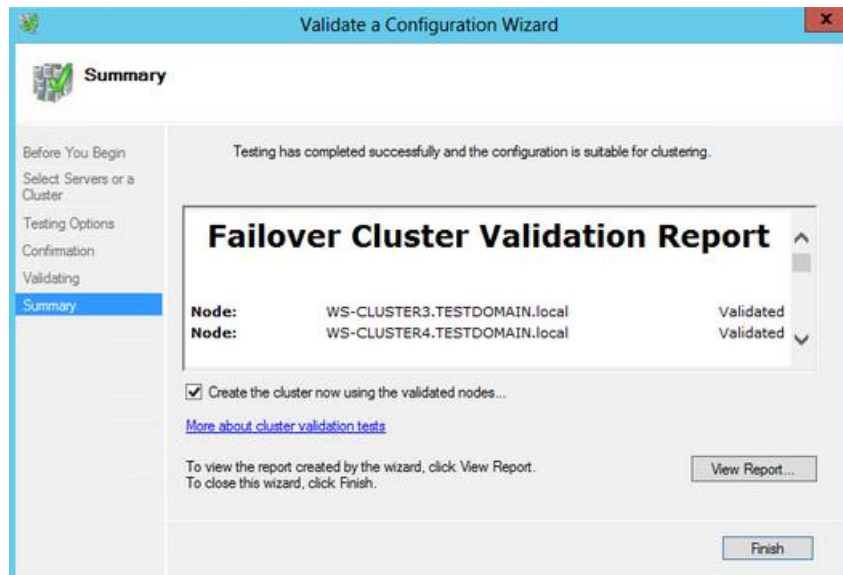 Validate a Configuration Wizard
x
Summary
Before You Begin
Select Servers or a
Cluster
Testing Options
Confirmation
Validating
Summary
Testing has completed successfully and the configuration is suitable for clustering.
Failover Cluster Validation Report
Node: WS-CLUSTER3.TESTDOMAIN.local Validated
Node: WS-CLUSTER4.TESTDOMAIN.local Validated
Create the cluster now using the validated nodes...
More about cluster validation tests
To view the report created by the wizard, click View Report.
To close this wizard, click Finish.
View Report...
Finish